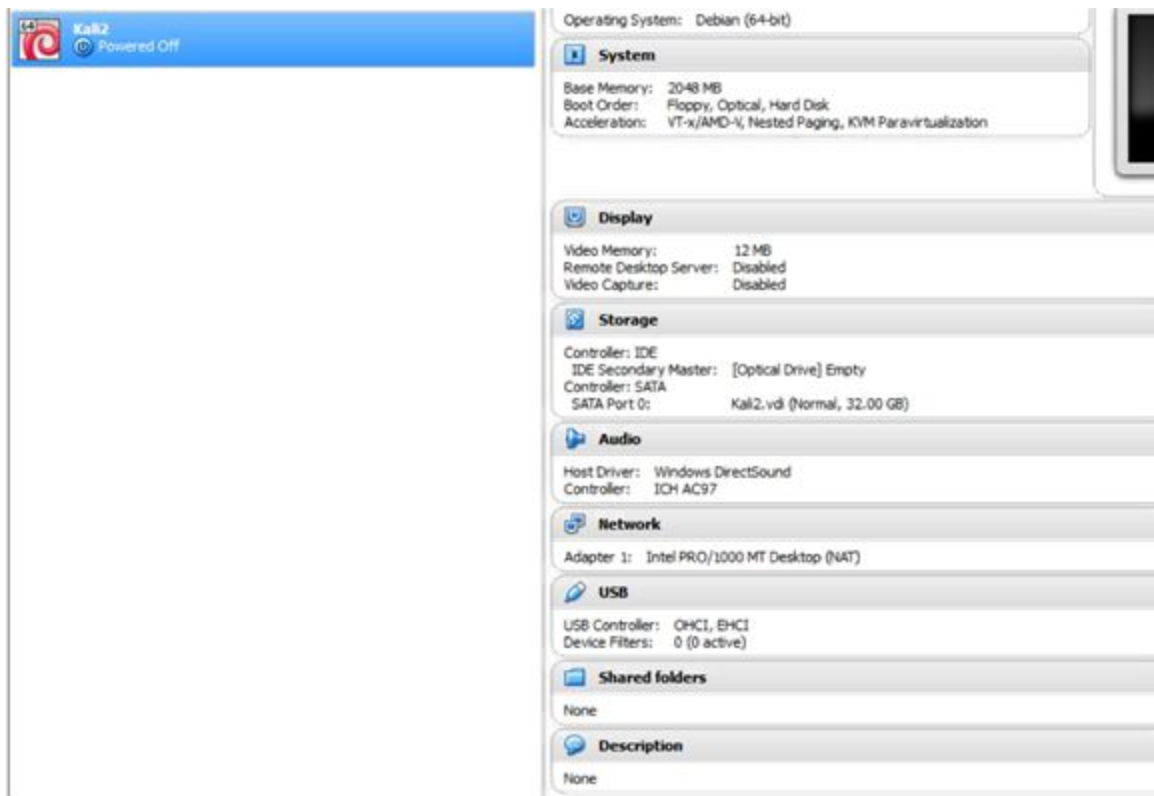 64
Kali2
Powered Off
Operating System: Debian (64-bit)
System
Base Memory: 2048 MB
Boot Order: Floppy, Optical, Hard Disk
Acceleration: VT-x/AMD-V, Nested Paging, KVM Paravirtualization
Display
Video Memory: 12 MB
Remote Desktop Server: Disabled
Video Capture: Disabled
Storage
Controller: IDE
IDE Secondary Master: [Optical Drive] Empty
Controller: SATA
SATA Port 0: Kali2.vdi (Normal, 32.00 GB)
Audio
Host Driver: Windows DirectSound
Controller: ICH AC97
Network
Adapter 1: Intel PRO/1000 MT Desktop (NAT)
USB
USB Controller: OHCI, EHCI
Device Filters: 0 (0 active)
Shared folders
None
Description
None